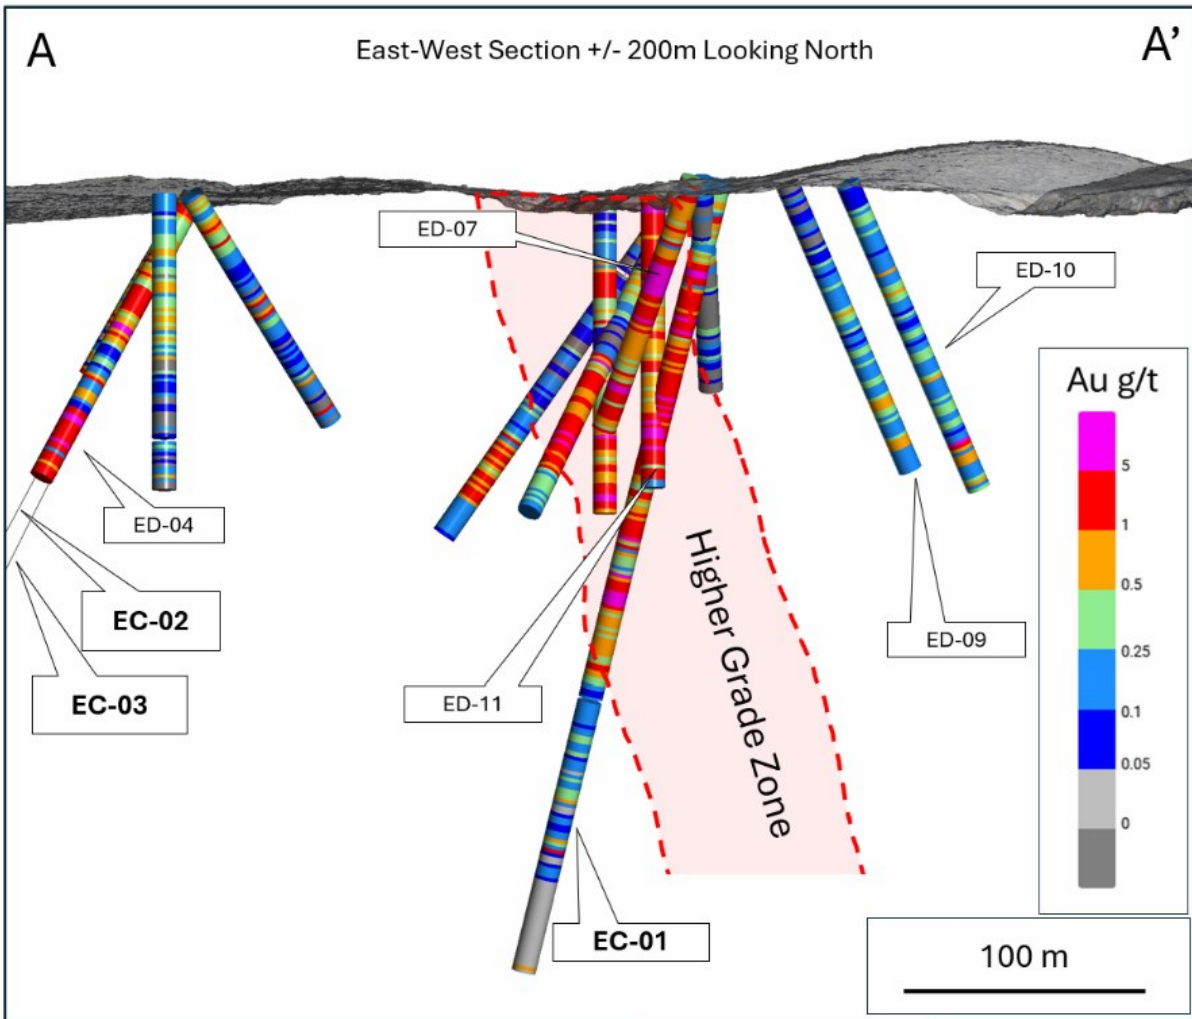 A
East-West Section +/- 200m Looking North
A’
ED-07
ED-10
Au g/t
5
1
0.5
0.25
0.1
0.05
0
ED-04
EC-02
EC-03
ED-09
ED-11
Higher Grade Zone
EC-01
100 m